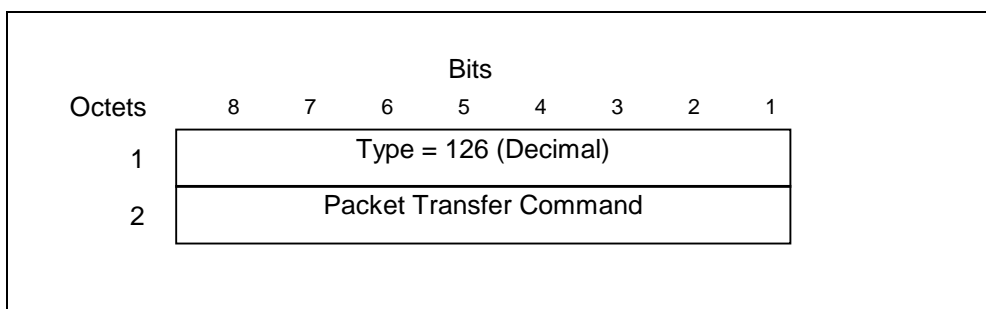 Bits
Octets 8 7 6 5 4 3 2 1
1 Type = 126 (Decimal)
2 Packet Transfer Command